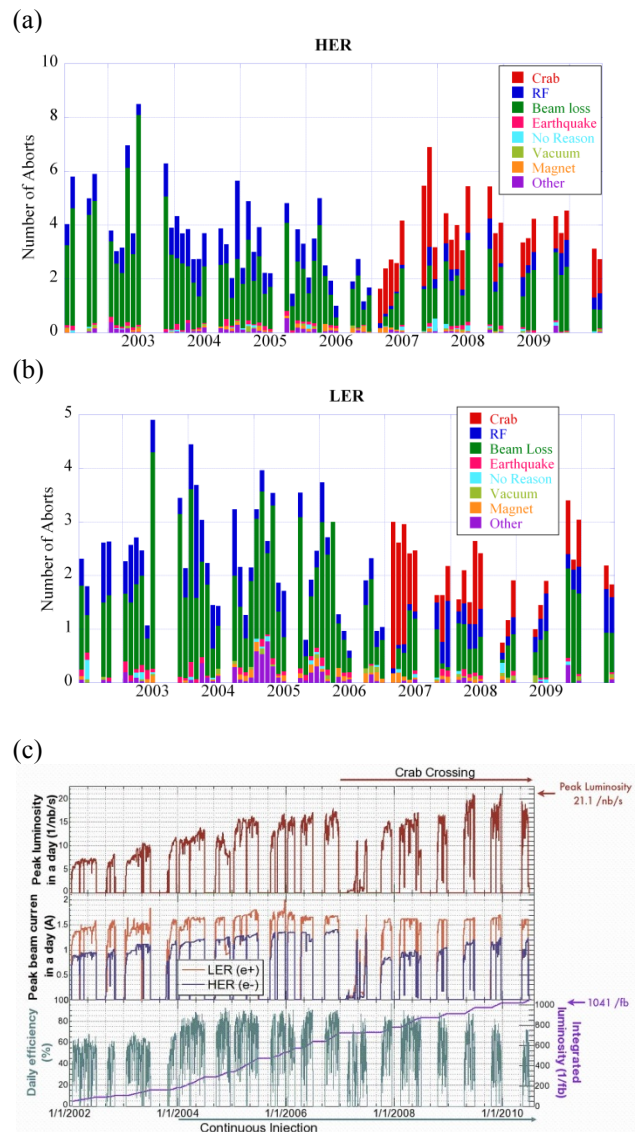 (a)
HER
10
8
6
4
2
0
Number of Aborts
Crab
RF
Beam loss
Earthquake
No Reason
Vacuum
Magnet
Other
2003 2004 2005 2006 2007 2008 2009
(b)
LER
5
4
3
2
1
0
Number of Aborts
Crab
RF
Beam Loss
Earthquake
No Reason
Vacuum
Magnet
Other
2003 2004 2005 2006 2007 2008 2009
(c)
Crab Crossing
Peak Luminosity
21.1 /nb/s
Peak luminosity
in a day (1/nb/s)
20
15
10
5
0
Peak beam curren
in a day (A)
2
1.5
1
0.5
LER (e+)
HER (e-)
Daily efficiency
(%)
100
80
60
40
20
0
1041 /fb
Integrated
luminosity (1/fb)
1000
800
600
400
200
0
1/1/2002 1/1/2004 1/1/2006 1/1/2008 1/1/2010
Continuous Injection